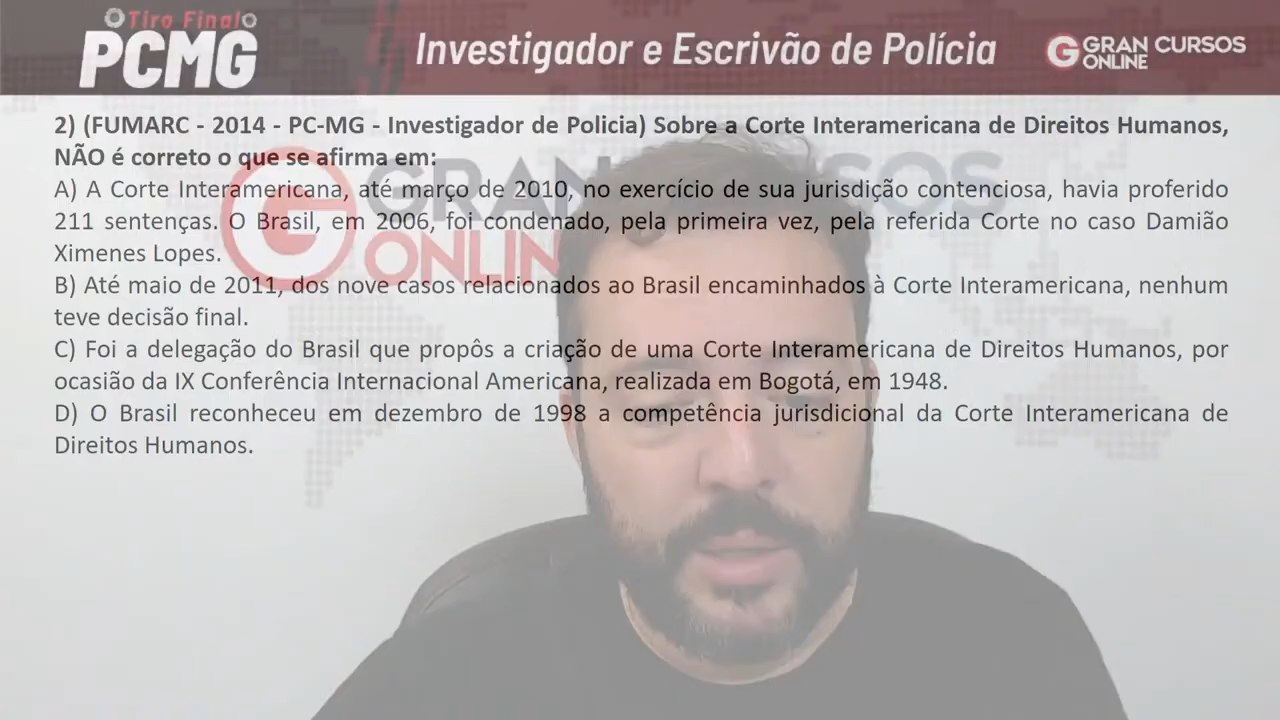 Tiro Final
PCMG
Investigador e Escrivão de Polícia
GRAN CURSOS
ONLINE
2) (FUMARC - 2014 - PC-MG - Investigador de Policia) Sobre a Corte Interamericana de Direitos Humanos,
NÃO é correto o que se afirma em:
A) A Corte Interamericana, até março de 2010, no exercício de sua jurisdição contenciosa, havia proferido
211 sentenças. O Brasil, em 2006, foi condenado, pela primeira vez, pela referida Corte no caso Damião
Ximenes Lopes.
B) Até maio de 2011, dos nove casos relacionados ao Brasil encaminhados à Corte Interamericana, nenhum
teve decisão final.
C) Foi a delegação do Brasil que propôs a criação de uma Corte Interamericana de Direitos Humanos, por
ocasião da IX Conferência Internacional Americana, realizada em Bogotá, em 1948.
D) O Brasil reconheceu em dezembro de 1998 a competência jurisdicional da Corte Interamericana de
Direitos Humanos.